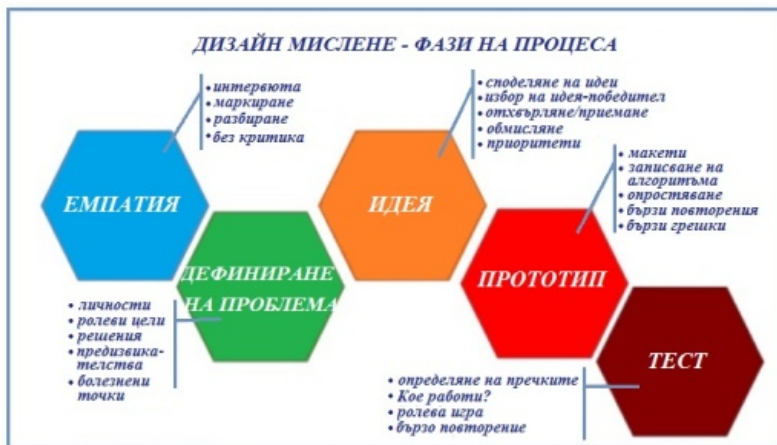 ДИЗАЙН МИСЛЕНЕ - ФАЗИ НА ПРОЦЕСА
• интервюта
• маркиране
• разбиране
• без критика
ЕМПАТИЯ
ДЕФИНИРАНЕ
НА ПРОБЛЕМА
• личности
• ролеви цели
• решения
• предизвика-
телства
• болезнени
точки
• споделяне на идеи
• избор на идея-победител
• отхвърляне/приемане
• обмисляне
• приоритети
ИДЕЯ
• макети
• записване на
алгоритъма
• опростяване
• бързи повторения
• бързи грешки
ПРОТОТИП
ТЕСТ
• определяне на пречките
• Кое работи?
• ролева игра
• бързо повторение